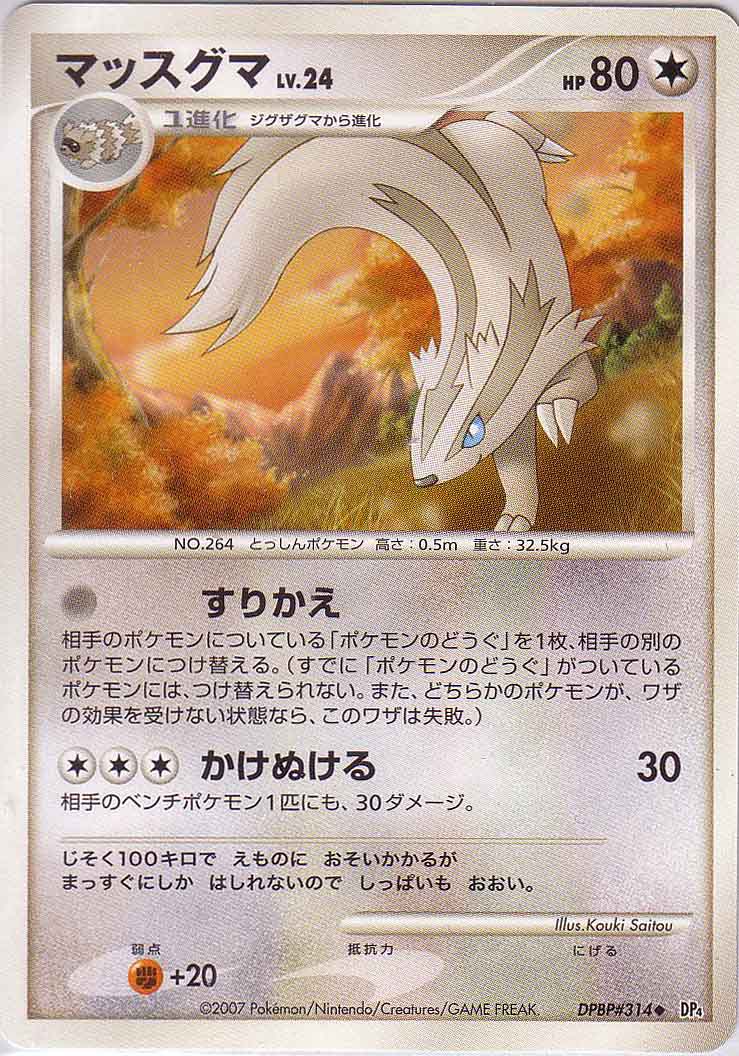 マッスグマ LV.24 HP 80
1進化 ジグザグマから進化
NO.264 とっしんポケモン 高さ:0.5m 重さ:32.5kg
すりかえ
相手のポケモンについている「ポケモンのどうぐ」を1枚、相手の別の
ポケモンにつけ替える。(すでに「ポケモンのどうぐ」がついている
ポケモンには、つけ替えられない。また、どちらかのポケモンが、ワザ
の効果を受けない状態なら、このワザは失敗。)
かけぬける 30
相手のベンチポケモン1匹にも、30ダメージ。
じそく100キロで えものに おそいかかるが
まっすぐにしか はしれないので しっぱいも おおい。
Illus.Kouki Saitou
弱点 抵抗力 にげる
+20
©2007 Pokémon/Nintendo/Creatures/GAME FREAK. DPBP#314◆ DP4